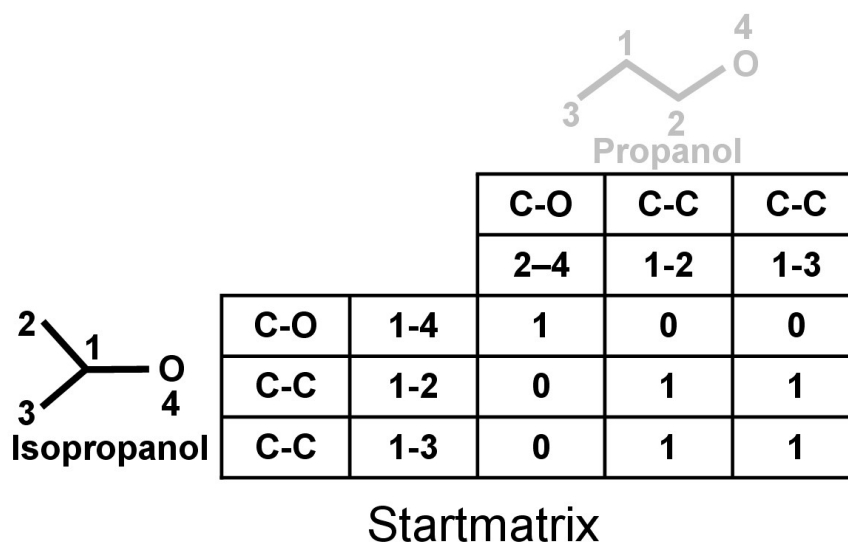 4
1
O
3
2
Propanol
C-O C-C C-C
2–4 1-2 1-3
2
1
O
3
4
Isopropanol
C-O 1-4 1 0 0
C-C 1-2 0 1 1
C-C 1-3 0 1 1
Startmatrix